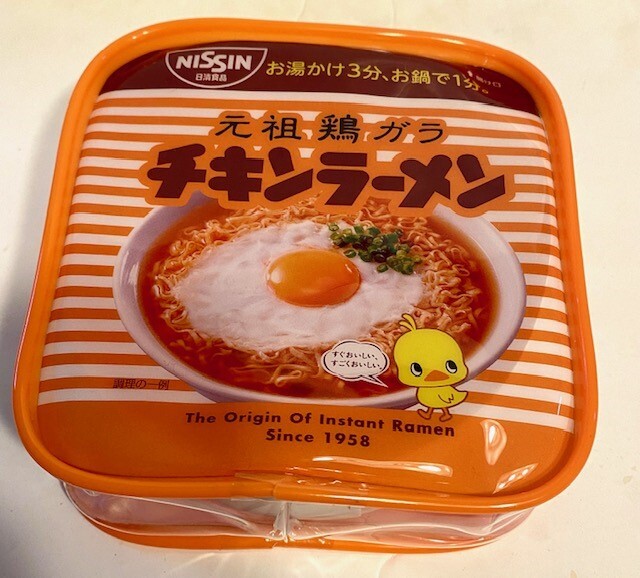 NISSIN
日清食品
お湯かけ3分、お鍋で1分。
元祖鶏ガラ
チキンラーメン
すぐおいしい、
すごくおいしい。
調理の一例
The Origin Of Instant Ramen
Since 1958